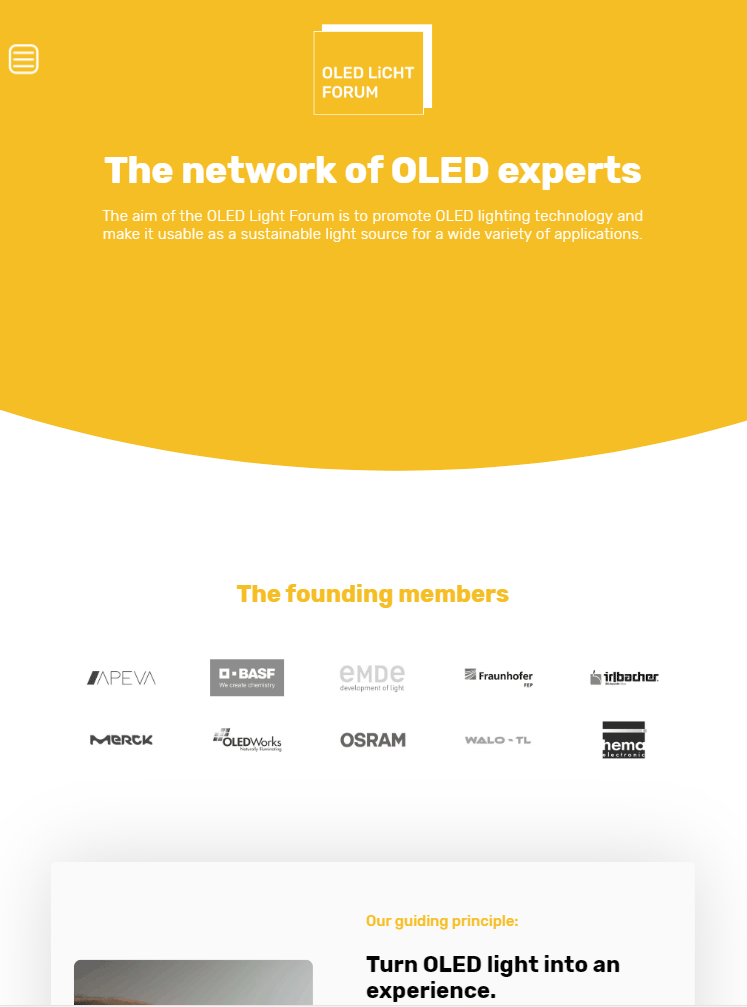 OLED LiCHT
FORUM
The network of OLED experts
The aim of the OLED Light Forum is to promote OLED lighting technology and
make it usable as a sustainable light source for a wide variety of applications.
The founding members
APEVA
BASF
We create chemistry
eMDe
development of light
Fraunhofer
FEP
irlbacher
MERCK
OLEDWorks
Naturally Illuminating
OSRAM
WALO - TL
hema
electronic
Our guiding principle:
Turn OLED light into an
experience.